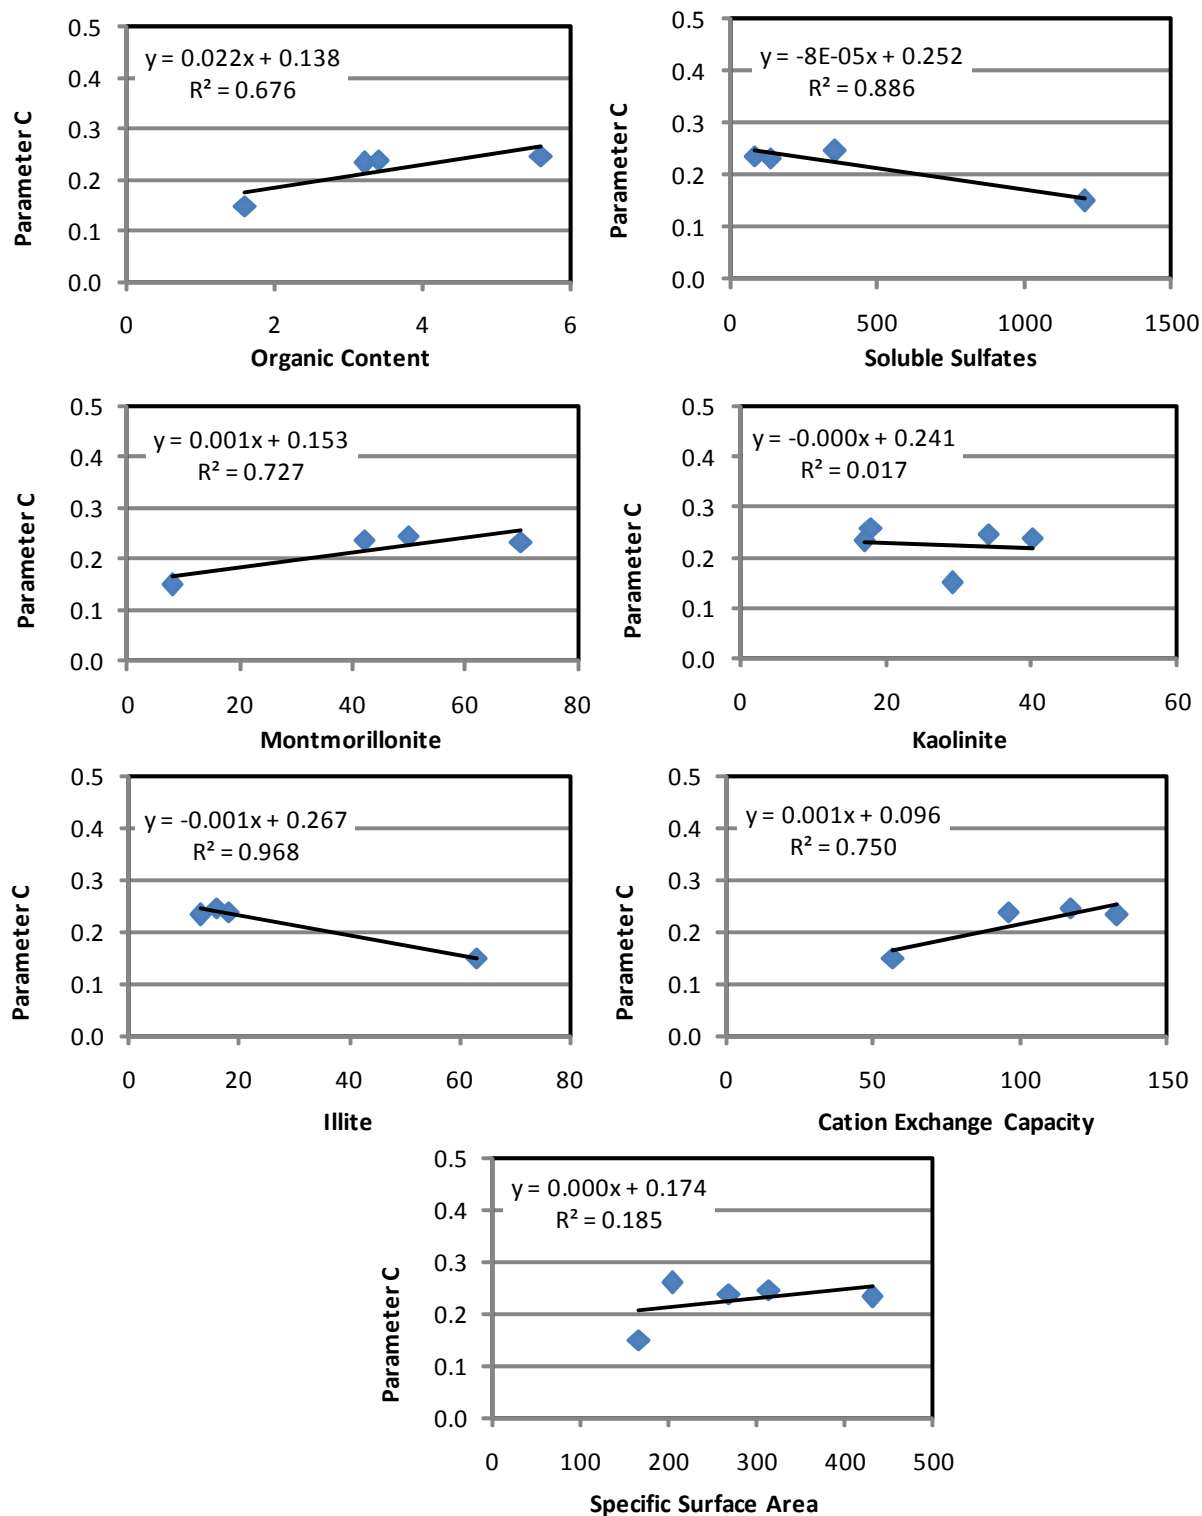 0.5
0.4
0.3
0.2
0.1
0.0
Parameter C
y = 0.022x + 0.138
R² = 0.676
0 2 4 6
Organic Content
0.5
0.4
0.3
0.2
0.1
0.0
Parameter C
y = -8E-05x + 0.252
R² = 0.886
0 500 1000 1500
Soluble Sulfates
0.5
0.4
0.3
0.2
0.1
0.0
Parameter C
y = 0.001x + 0.153
R² = 0.727
0 20 40 60 80
Montmorillonite
0.5
0.4
0.3
0.2
0.1
0.0
Parameter C
y = -0.000x + 0.241
R² = 0.017
0 20 40 60
Kaolinite
0.5
0.4
0.3
0.2
0.1
0.0
Parameter C
y = -0.001x + 0.267
R² = 0.968
0 20 40 60 80
Illite
0.5
0.4
0.3
0.2
0.1
0.0
Parameter C
y = 0.001x + 0.096
R² = 0.750
0 50 100 150
Cation Exchange Capacity
0.5
0.4
0.3
0.2
0.1
0.0
Parameter C
y = 0.000x + 0.174
R² = 0.185
0 100 200 300 400 500
Specific Surface Area